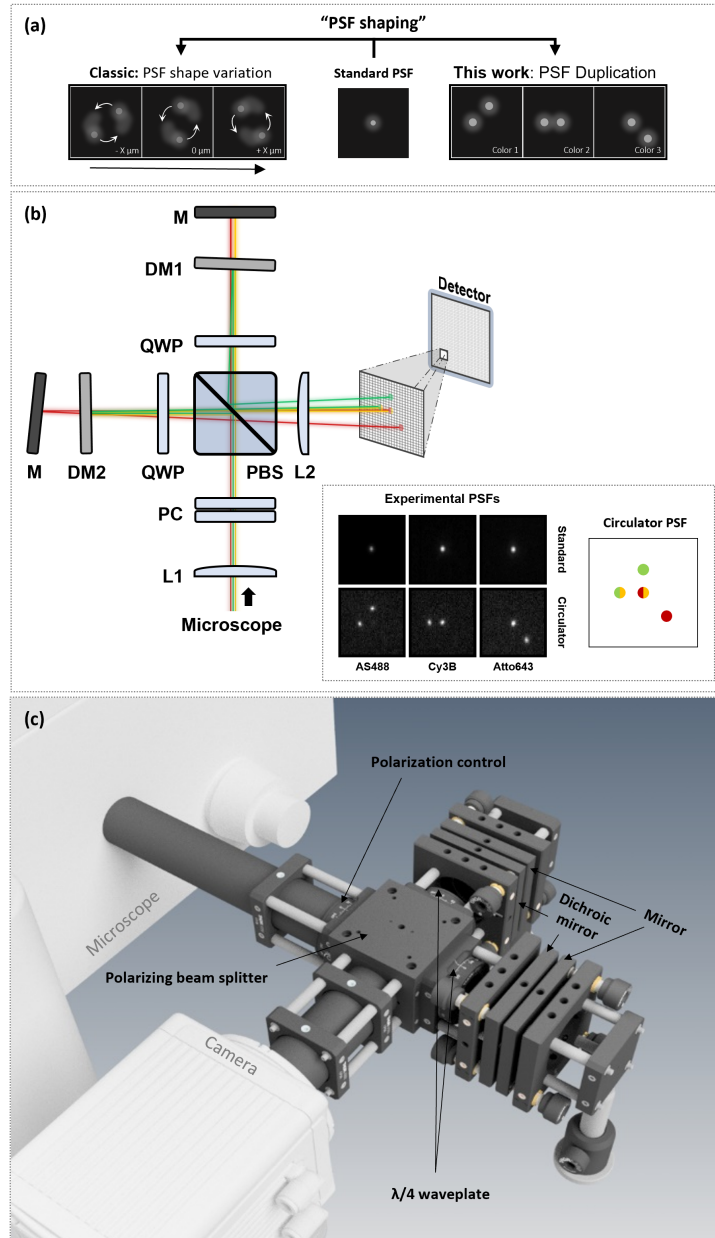 (a)
“PSF shaping”
Classic: PSF shape variation
Standard PSF
This work: PSF Duplication
- X µm
0 µm
+ X µm
Color 1
Color 2
Color 3
(b)
M
DM1
QWP
Detector
M
DM2
QWP
PBS
L2
PC
L1
Microscope
Experimental PSFs
Standard
Circulator
AS488
Cy3B
Atto643
Circulator PSF
(c)
Polarization control
Microscope
Dichroic
mirror
Mirror
Polarizing beam splitter
Camera
λ/4 waveplate